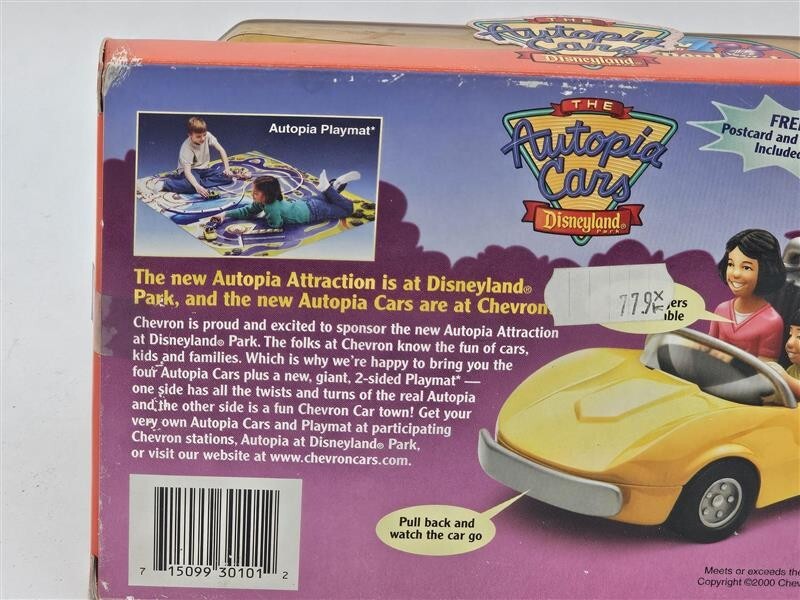 THE
Autopia
Cars
Disneyland
Autopia Playmat*
THE
Autopia
Cars
Disneyland®
Park
Postcard and
The new Autopia Attraction is at Disneyland®
Park, and the new Autopia Cars are at Chevron
Chevron is proud and excited to sponsor the new Autopia Attraction
at Disneyland® Park. The folks at Chevron know the fun of cars,
kids and families. Which is why we're happy to bring you the
four Autopia Cars plus a new, giant, 2-sided Playmat* —
one side has all the twists and turns of the real Autopia
and the other side is a fun Chevron Car town! Get your
very own Autopia Cars and Playmat at participating
Chevron stations, Autopia at Disneyland® Park,
or visit our website at www.chevroncars.com.
Pull back and
watch the car go
7 15099 30101 2
Meets or exceeds the
Copyright ©2000